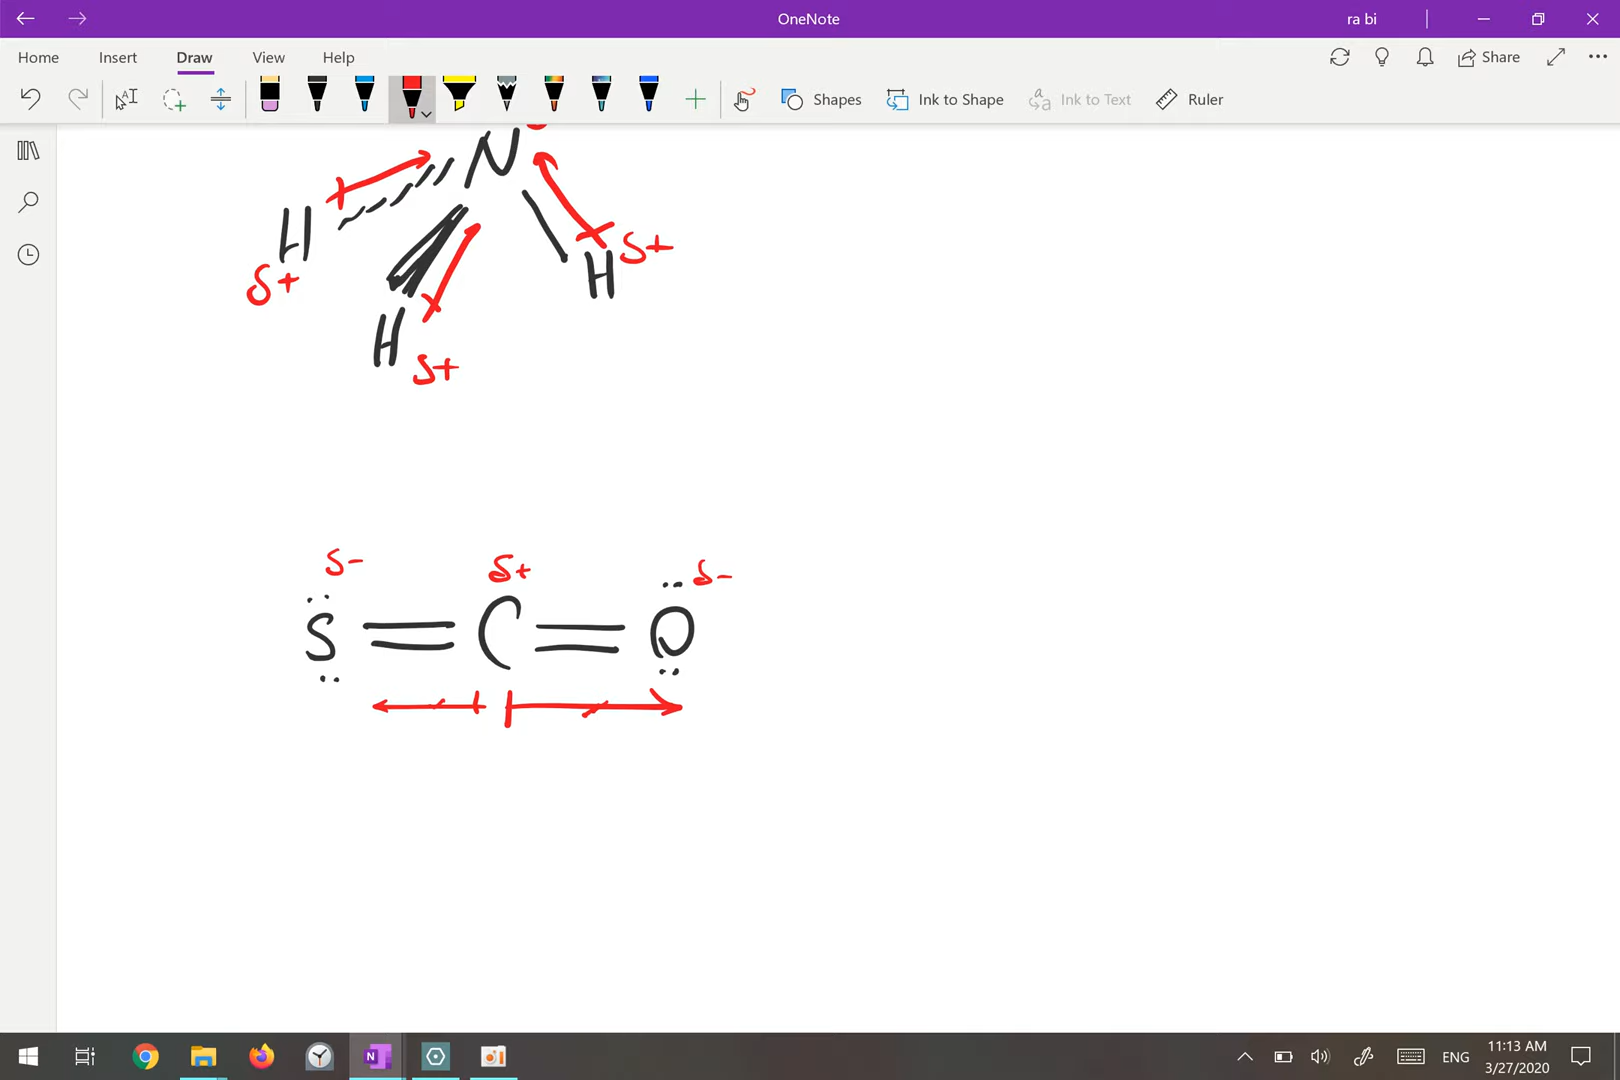 OneNote
ra bi
Home Insert Draw View Help
Share
Shapes Ink to Shape Ink to Text Ruler
N
H
δ+
H
δ+
H
δ+
δ- δ+ δ-
S = C = O
ENG
11:13 AM
3/27/2020